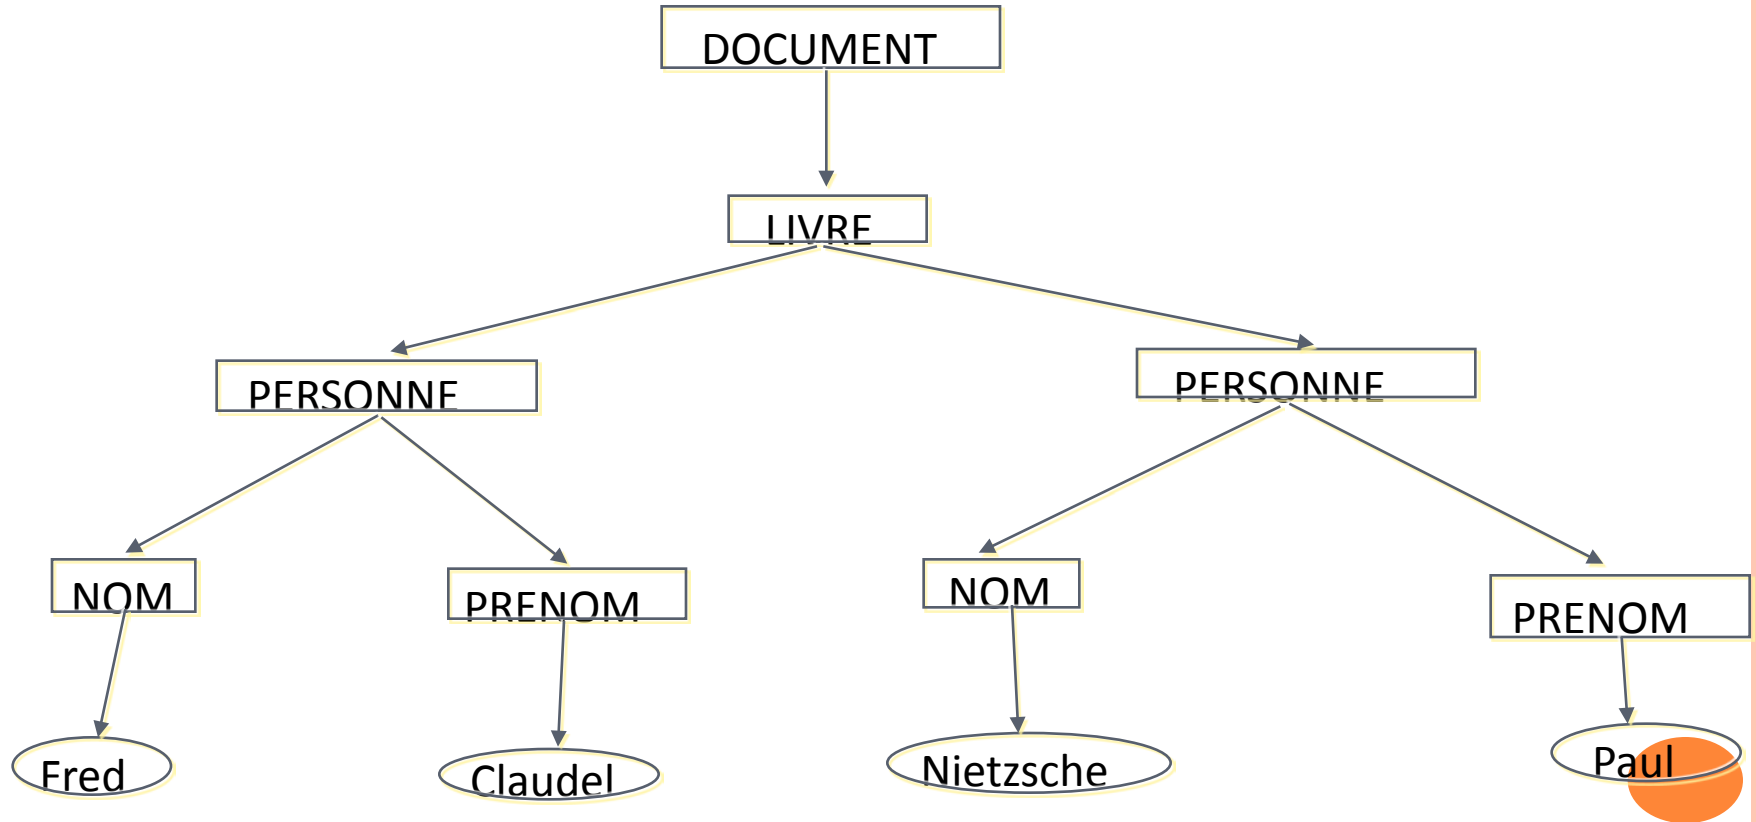 DOCUMENT
LIVRE
PERSONNE
PERSONNE
NOM
PRENOM
NOM
PRENOM
Fred
Claudel
Nietzsche
Paul